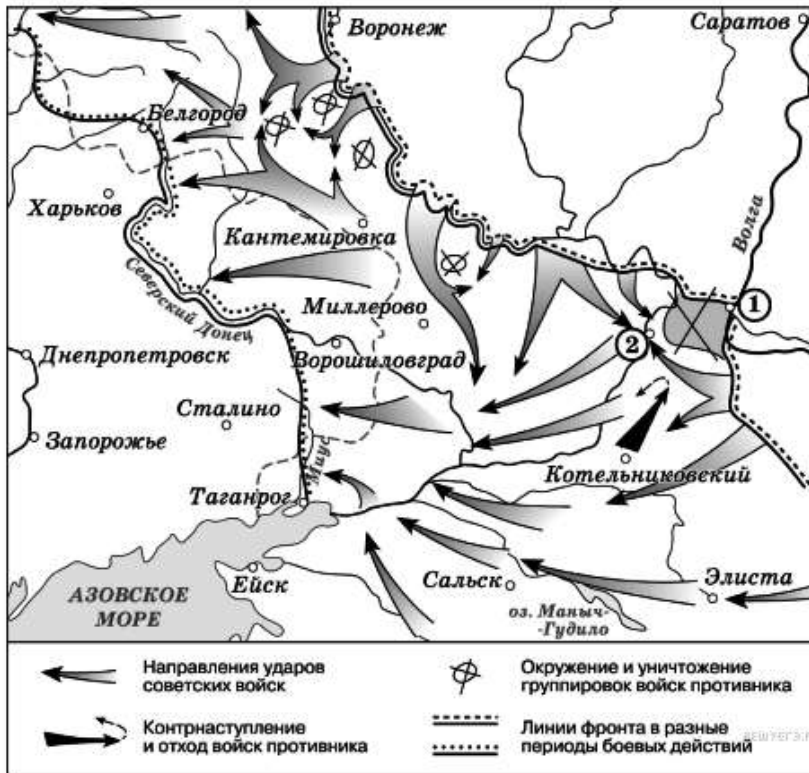 Воронеж
Саратов
Белгород
Харьков
Волга
Кантемировка
Северский Донец
Миллерово
1
2
Днепропетровск
Ворошиловград
Сталино
Запорожье
Миус
Котельниковский
Таганрог
АЗОВСКОЕ
МОРЕ
Ейск
Сальск
Элиста
оз. Маныч-
-Гудило
Направления ударов
советских войск
Окружение и уничтожение
группировок войск противника
Контрнаступление
и отход войск противника
Линии фронта в разные
периоды боевых действий